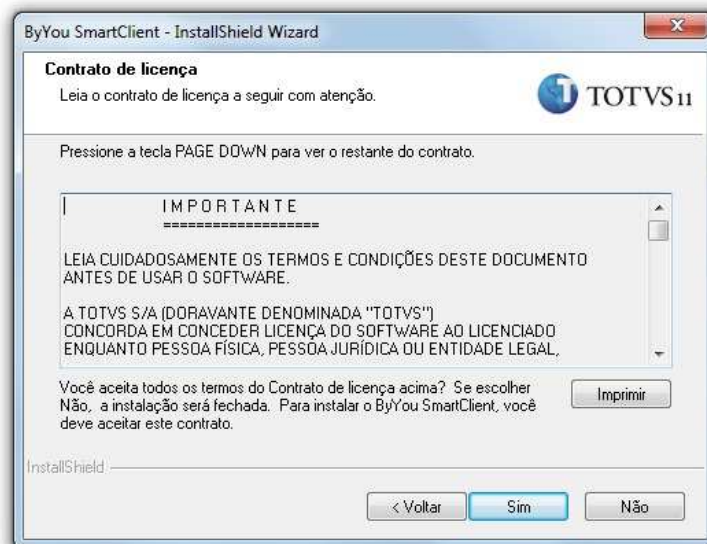 ByYou SmartClient - InstallShield Wizard
Contrato de licença
Leia o contrato de licença a seguir com atenção.
TOTVS11
Pressione a tecla PAGE DOWN para ver o restante do contrato.
I M P O R T A N T E
===================
LEIA CUIDADOSAMENTE OS TERMOS E CONDIÇÕES DESTE DOCUMENTO
ANTES DE USAR O SOFTWARE.
A TOTVS S/A (DORAVANTE DENOMINADA "TOTVS")
CONCORDA EM CONCEDER LICENÇA DO SOFTWARE AO LICENCIADO
ENQUANTO PESSOA FÍSICA, PESSOA JURÍDICA OU ENTIDADE LEGAL,
Você aceita todos os termos do Contrato de licença acima? Se escolher
Não, a instalação será fechada. Para instalar o ByYou SmartClient, você
deve aceitar este contrato.
Imprimir
InstallShield
< Voltar
Sim
Não